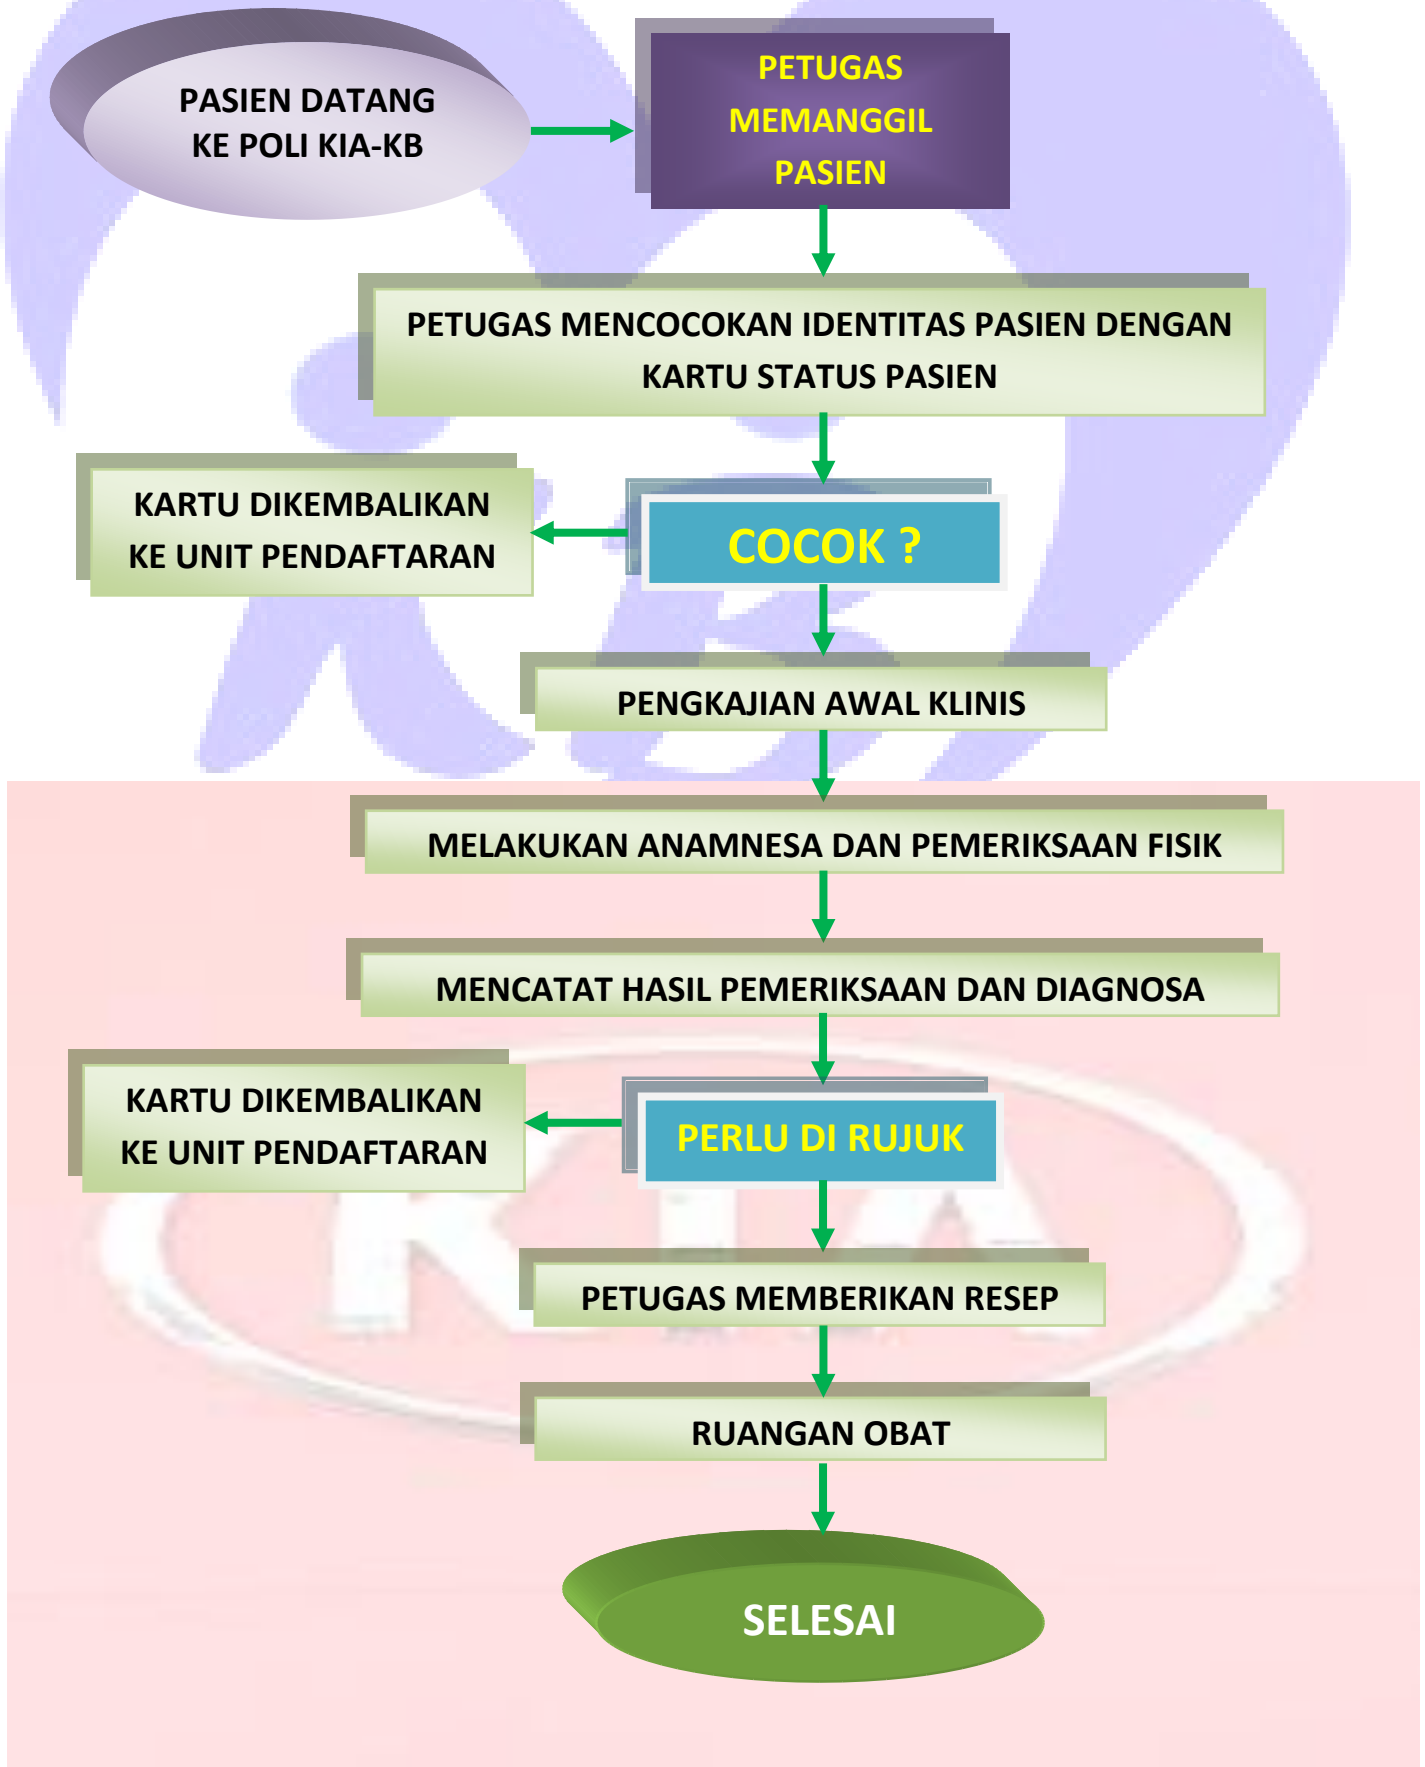 PASIEN DATANG
KE POLI KIA-KB
PETUGAS
MEMANGGIL
PASIEN
PETUGAS MENCOCOKAN IDENTITAS PASIEN DENGAN
KARTU STATUS PASIEN
KARTU DIKEMBALIKAN
KE UNIT PENDAFTARAN
COCOK ?
PENGKAJIAN AWAL KLINIS
MELAKUKAN ANAMNESA DAN PEMERIKSAAN FISIK
MENCATAT HASIL PEMERIKSAAN DAN DIAGNOSA
KARTU DIKEMBALIKAN
KE UNIT PENDAFTARAN
PERLU DI RUJUK
KIA
PETUGAS MEMBERIKAN RESEP
RUANGAN OBAT
SELESAI